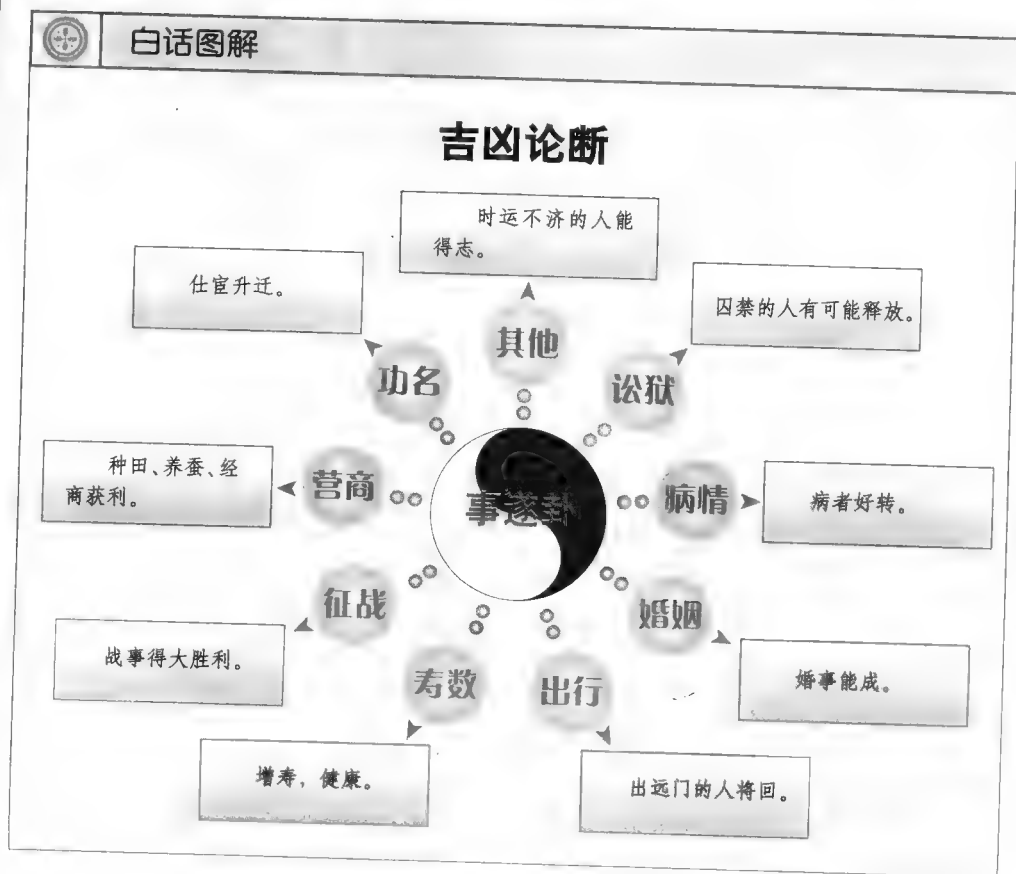 白话图解
吉凶论断
时运不济的人能
得志。
仕宦升迁。
囚禁的人有可能释放。
其他
功名
讼狱
种田、养蚕、经
商获利。
营商
事遂卦
病情
病者好转。
征战
婚姻
战事得大胜利。
婚事能成。
寿数
出行
增寿，健康。
出远门的人将回。